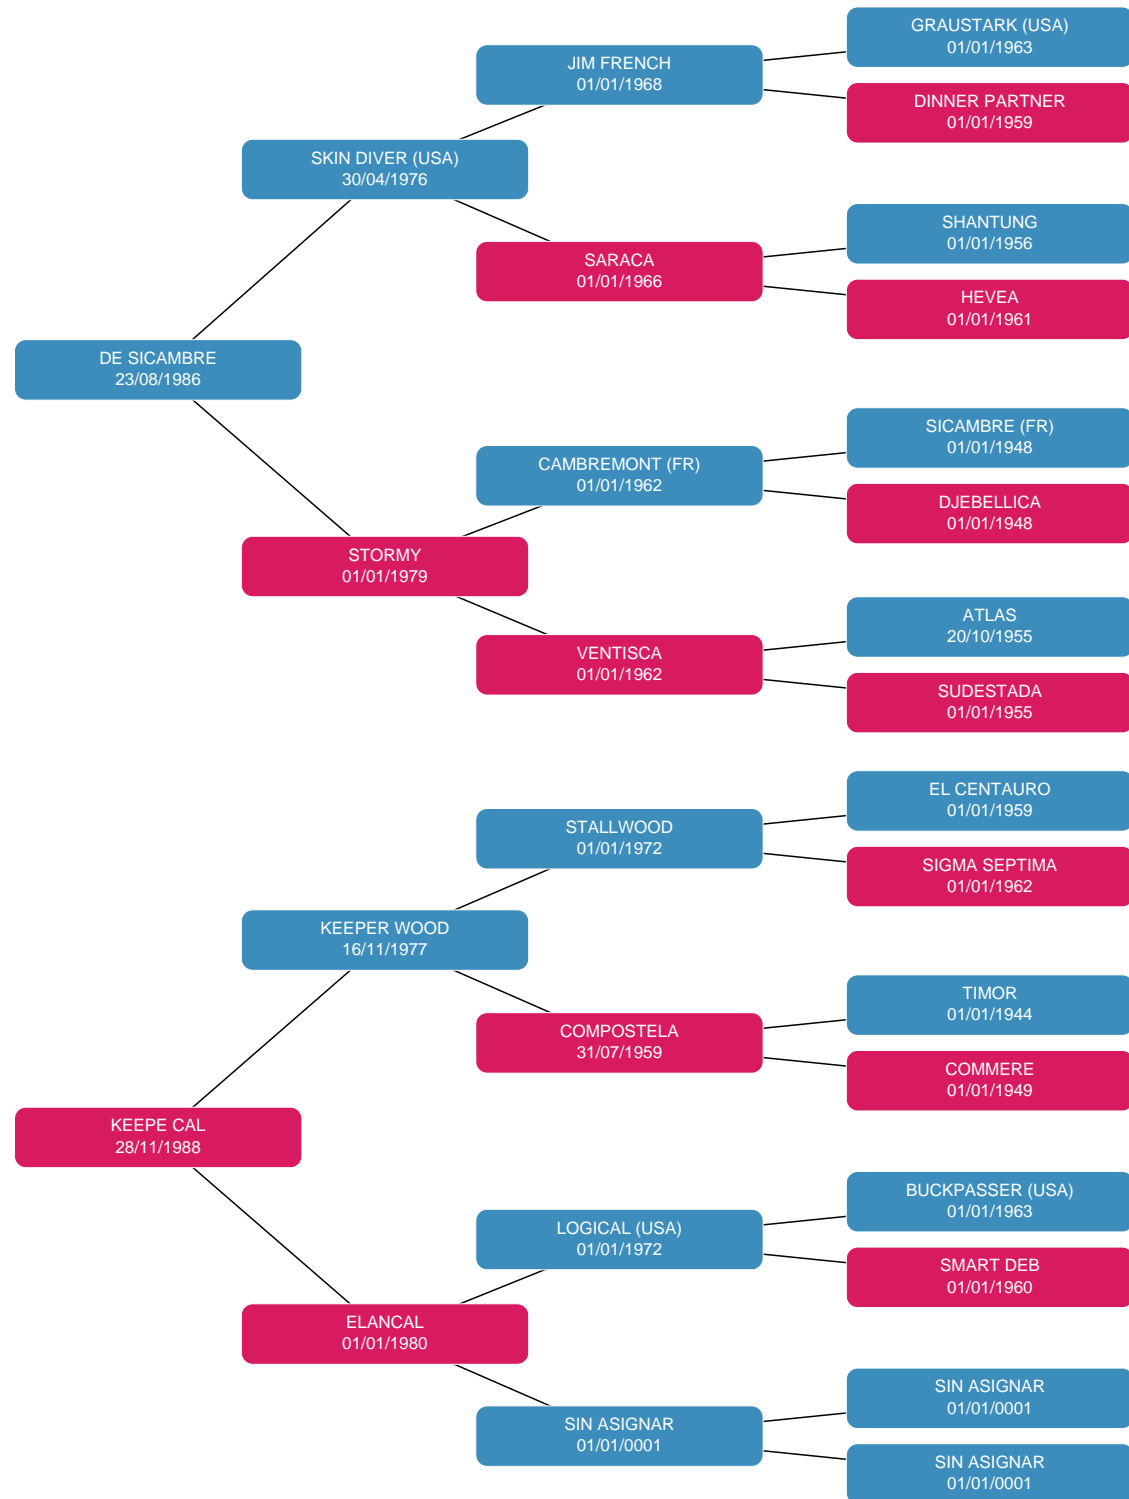 GRAUSTARK (USA)
01/01/1963
JIM FRENCH
01/01/1968
DINNER PARTNER
01/01/1959
SKIN DIVER (USA)
30/04/1976
SHANTUNG
01/01/1956
SARACA
01/01/1966
HEVEA
01/01/1961
DE SICAMBRE
23/08/1986
SICAMBRE (FR)
01/01/1948
CAMBREMONT (FR)
01/01/1962
DJEBELLICA
01/01/1948
STORMY
01/01/1979
ATLAS
20/10/1955
VENTISCA
01/01/1962
SUDESTADA
01/01/1955
EL CENTAURO
01/01/1959
STALLWOOD
01/01/1972
SIGMA SEPTIMA
01/01/1962
KEEPER WOOD
16/11/1977
TIMOR
01/01/1944
COMPOSTELA
31/07/1959
COMMERE
01/01/1949
KEEPE CAL
28/11/1988
BUCKPASSER (USA)
01/01/1963
LOGICAL (USA)
01/01/1972
SMART DEB
01/01/1960
ELANCAL
01/01/1980
SIN ASIGNAR
01/01/0001
SIN ASIGNAR
01/01/0001
SIN ASIGNAR
01/01/0001